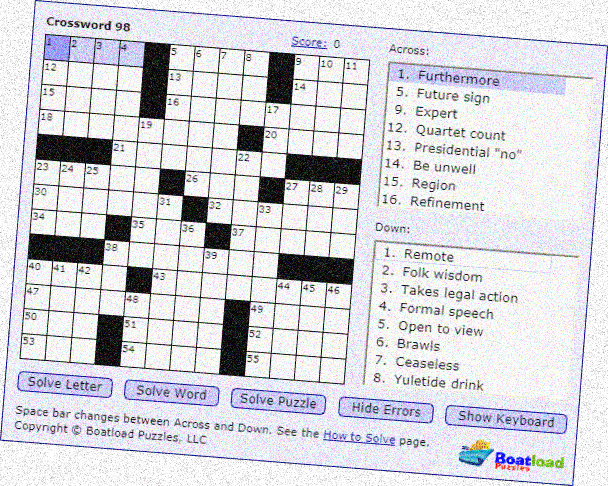 Crossword 98
Score: 0
1 2 3 4 5 6 7 8 9 10 11
12 13 14
15 16 17
18 19 20
21 22
23 24 25 26 27 28 29
30 31 32 33
34 35 36 37
38 39
40 41 42 43 44 45 46
47 48 49
50 51 52
53 54 55
Across:
1. Furthermore
5. Future sign
9. Expert
12. Quartet count
13. Presidential "no"
14. Be unwell
15. Region
16. Refinement
Down:
1. Remote
2. Folk wisdom
3. Takes legal action
4. Formal speech
5. Open to view
6. Brawls
7. Ceaseless
8. Yuletide drink
Solve Letter Solve Word Solve Puzzle Hide Errors Show Keyboard
Space bar changes between Across and Down. See the How to Solve page.
Copyright © Boatload Puzzles, LLC
Boatload
Puzzles